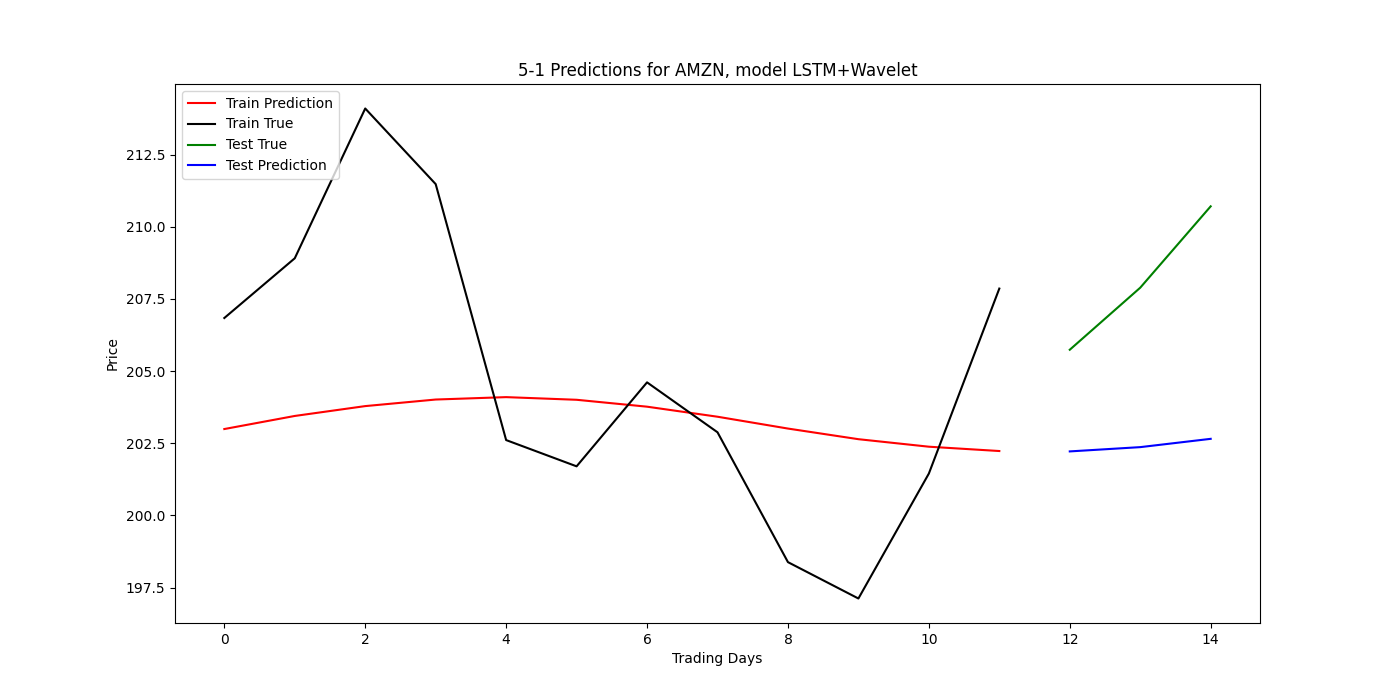 5-1 Predictions for AMZN, model LSTM+Wavelet
Train Prediction
Train True
Test True
Test Prediction
212.5
210.0
207.5
205.0
202.5
200.0
197.5
Price
0 2 4 6 8 10 12 14
Trading Days